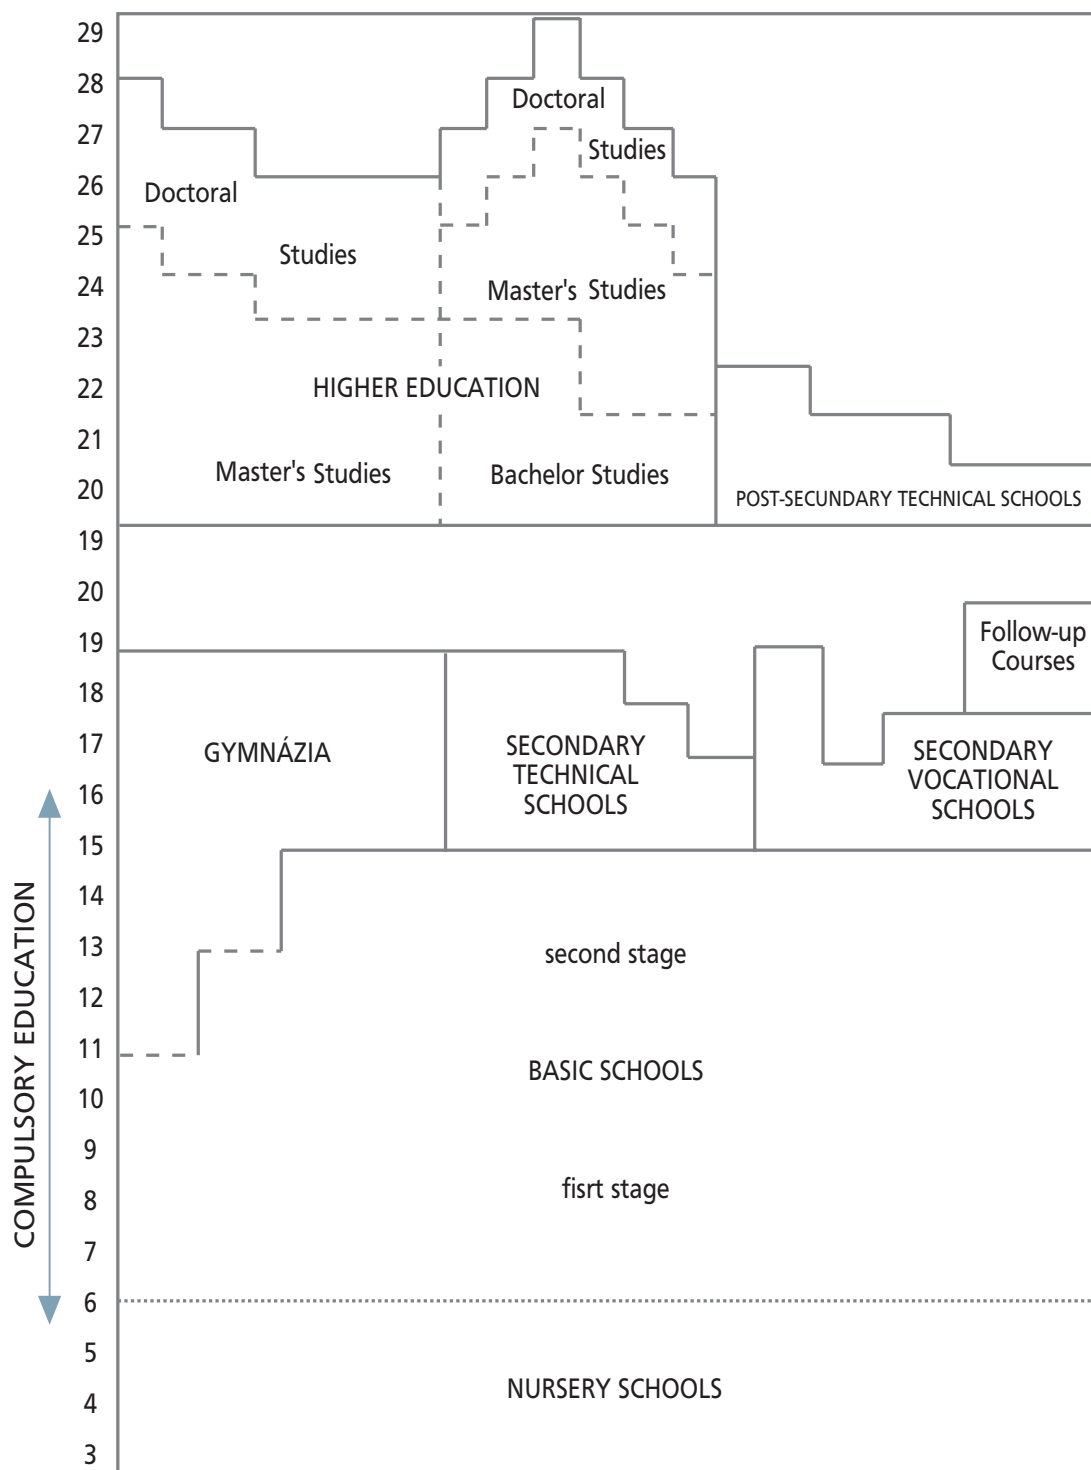 29
28
27
26
25
24
23
22
21
20
19
20
19
18
17
16
15
14
13
12
11
10
9
8
7
6
5
4
3
COMPULSORY EDUCATION
Doctoral
Studies
Doctoral
Studies
Master's Studies
HIGHER EDUCATION
Master's Studies
Bachelor Studies
POST-SECUNDARY TECHNICAL SCHOOLS
Follow-up
Courses
GYMNÁZIA
SECONDARY
TECHNICAL
SCHOOLS
SECONDARY
VOCATIONAL
SCHOOLS
second stage
BASIC SCHOOLS
fisrt stage
NURSERY SCHOOLS